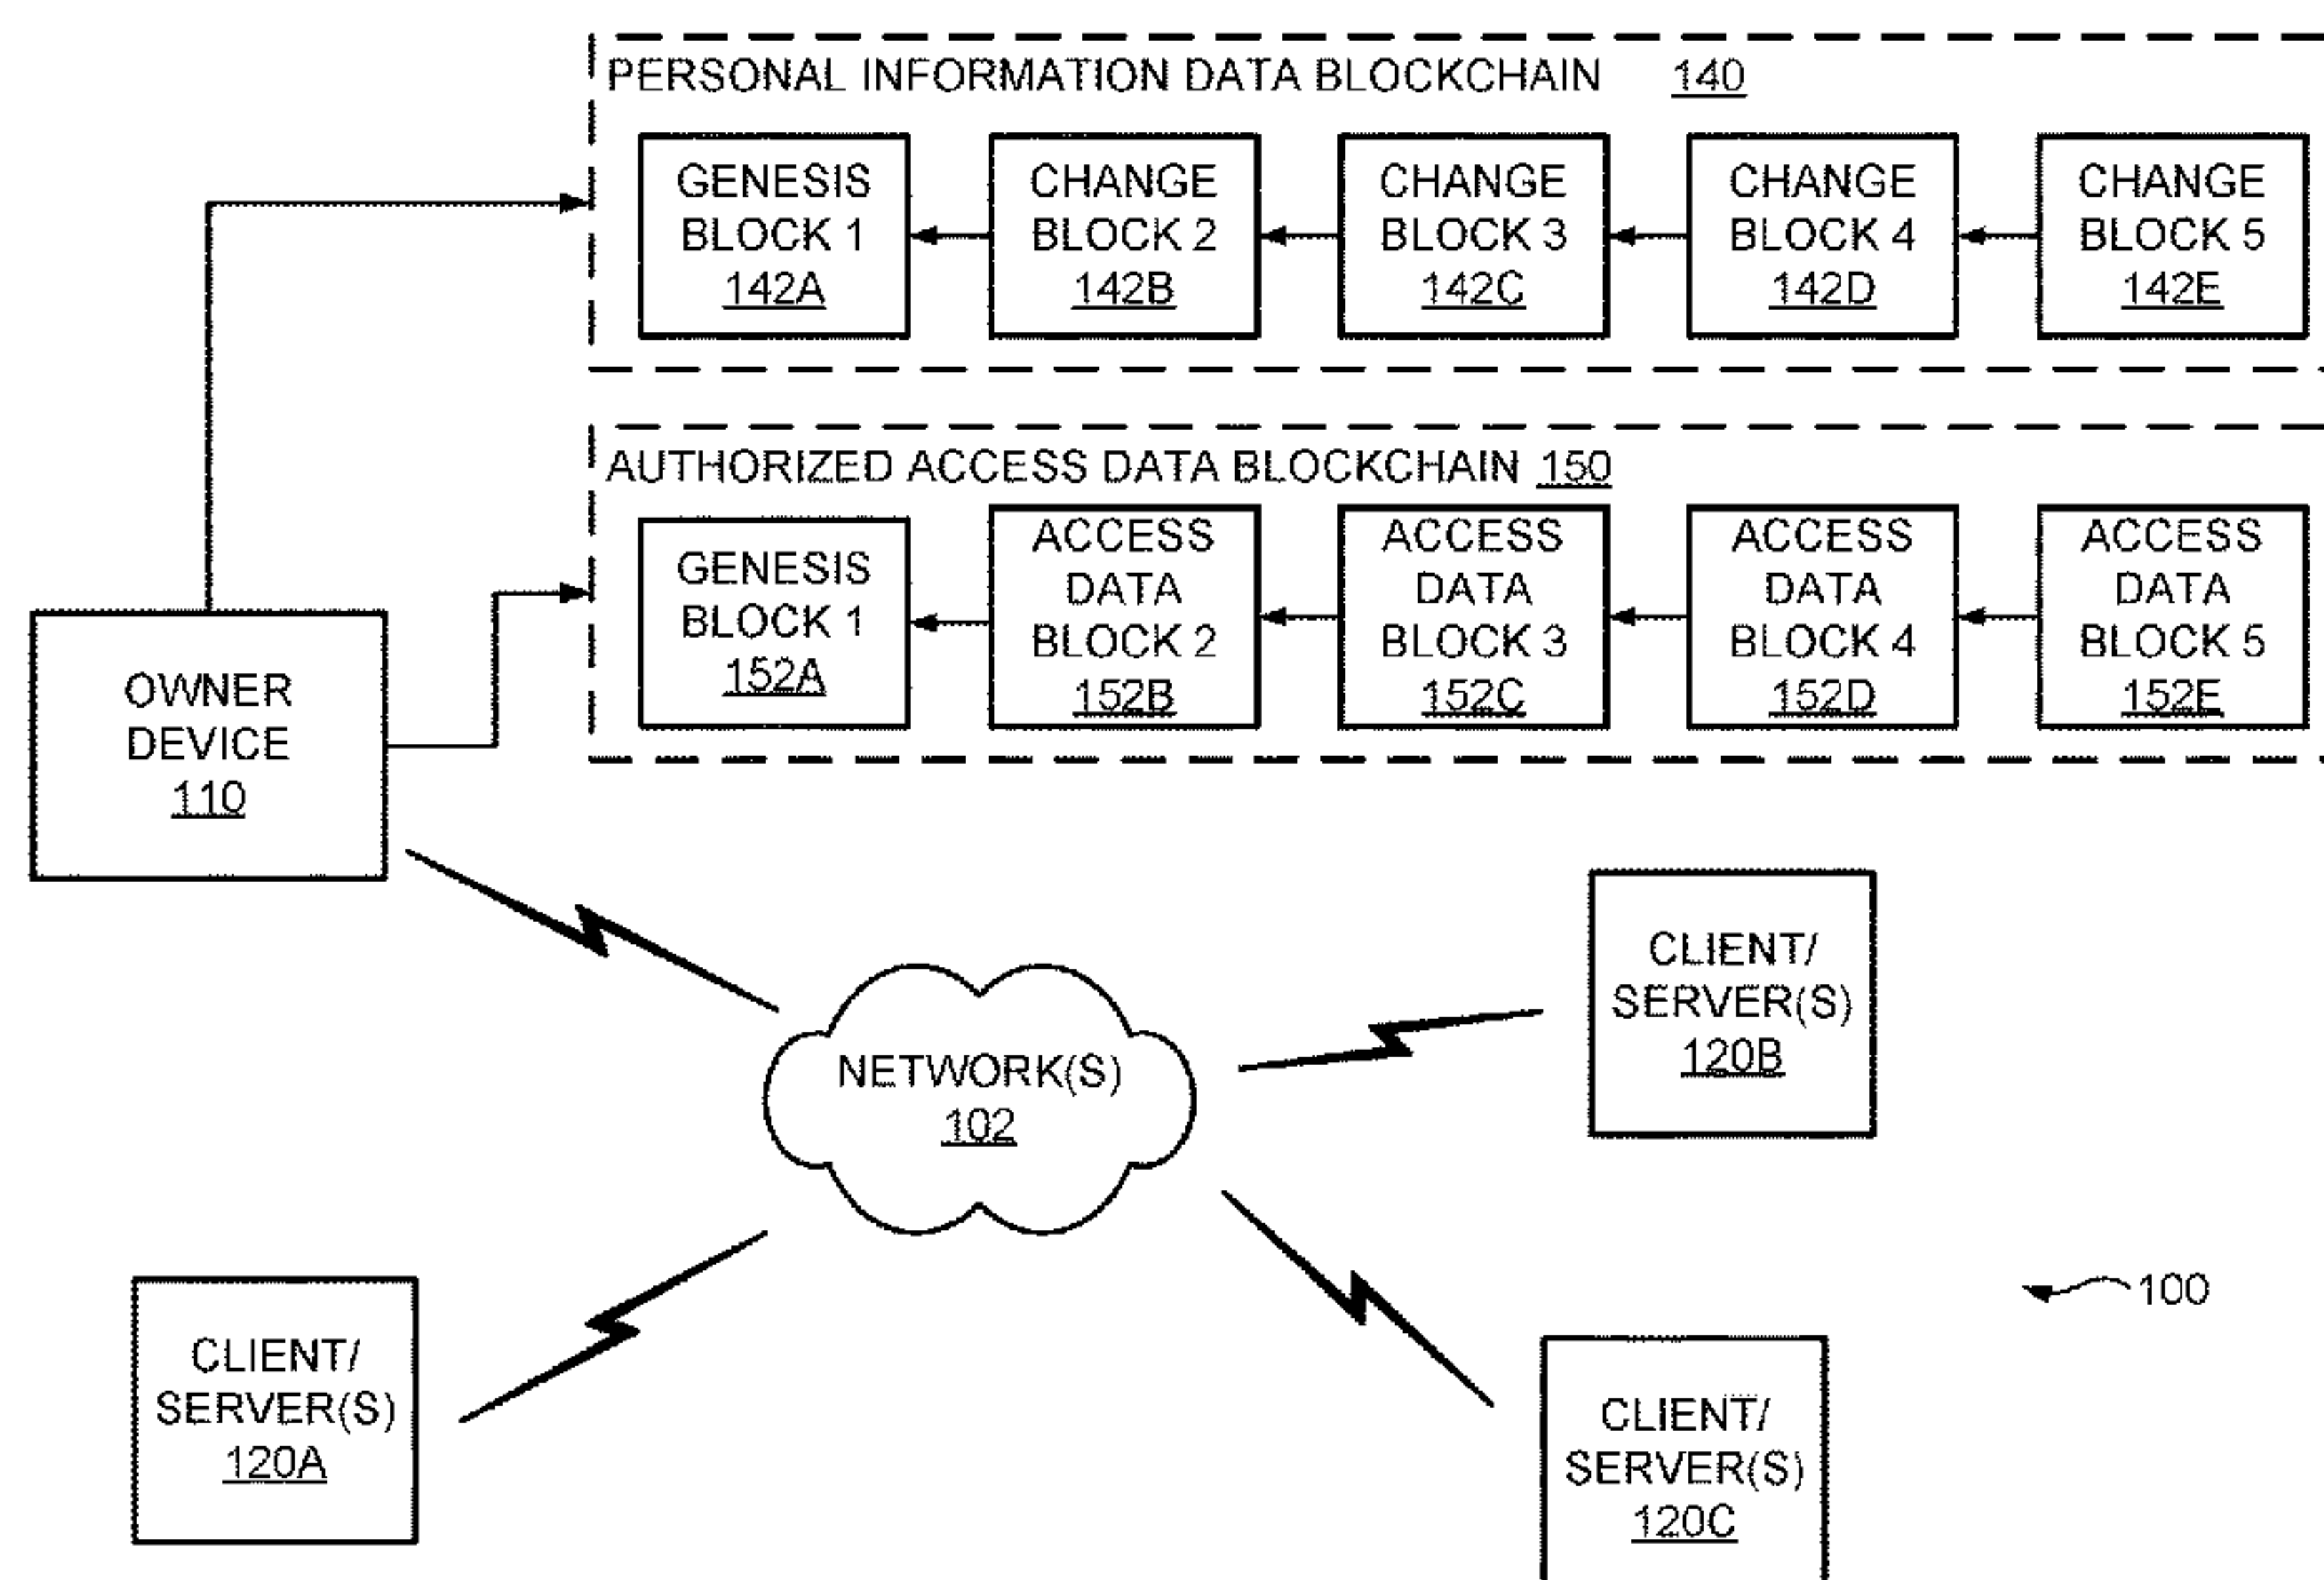 PERSONAL INFORMATION DATA BLOCKCHAIN 140
GENESIS
BLOCK 1
142A
CHANGE
BLOCK 2
142B
CHANGE
BLOCK 3
142C
CHANGE
BLOCK 4
142D
CHANGE
BLOCK 5
142E
AUTHORIZED ACCESS DATA BLOCKCHAIN 150
GENESIS
BLOCK 1
152A
ACCESS
DATA
BLOCK 2
152B
ACCESS
DATA
BLOCK 3
152C
ACCESS
DATA
BLOCK 4
152D
ACCESS
DATA
BLOCK 5
152E
OWNER
DEVICE
110
CLIENT/
SERVER(S)
120B
NETWORK(S)
102
100
CLIENT/
SERVER(S)
120A
CLIENT/
SERVER(S)
120C